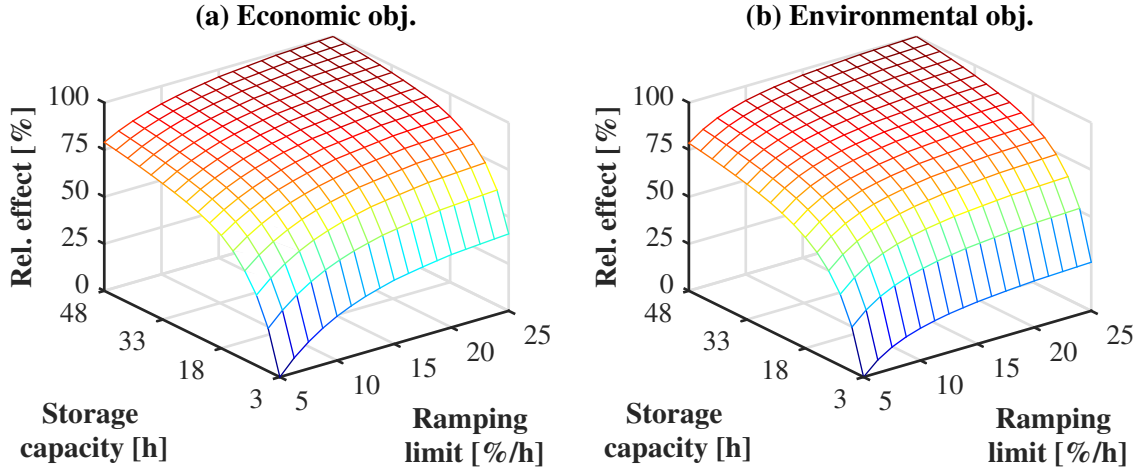 (a) Economic obj.
100
75
50
25
0
Rel. effect [%]
48
33
18
3
Storage
capacity [h]
5
10
15
20
25
Ramping
limit [%/h]
(b) Environmental obj.
100
75
50
25
0
Rel. effect [%]
48
33
18
3
Storage
capacity [h]
5
10
15
20
25
Ramping
limit [%/h]